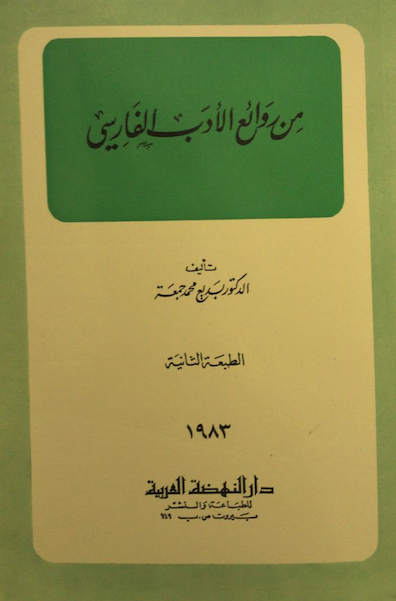 من روائع الأدب الفارسي
تأليف
الدكتور بديع محمد جمعة
الطبعة الثانية
١٩٨٣
دار النهضة العربية
للطباعة والنشر
بيروت ص.ب ٧٤٩